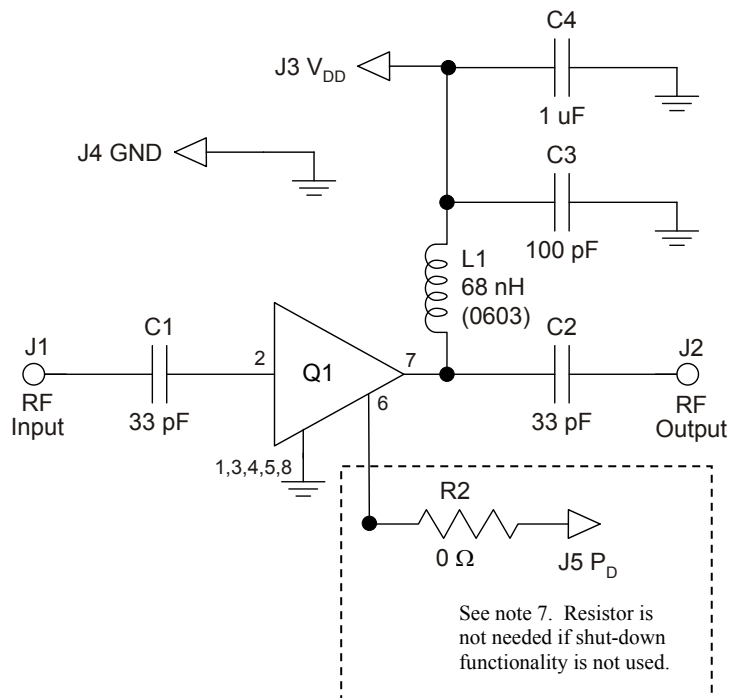 C4
J3 V_DD
1 uF
J4 GND
C3
100 pF
L1
68 nH
(0603)
C1
C2
J1
2
Q1
7
J2
6
RF
Input
33 pF
33 pF
RF
Output
1,3,4,5,8
R2
0 Ω
J5 P_D
See note 7. Resistor is
not needed if shut-down
functionality is not used.